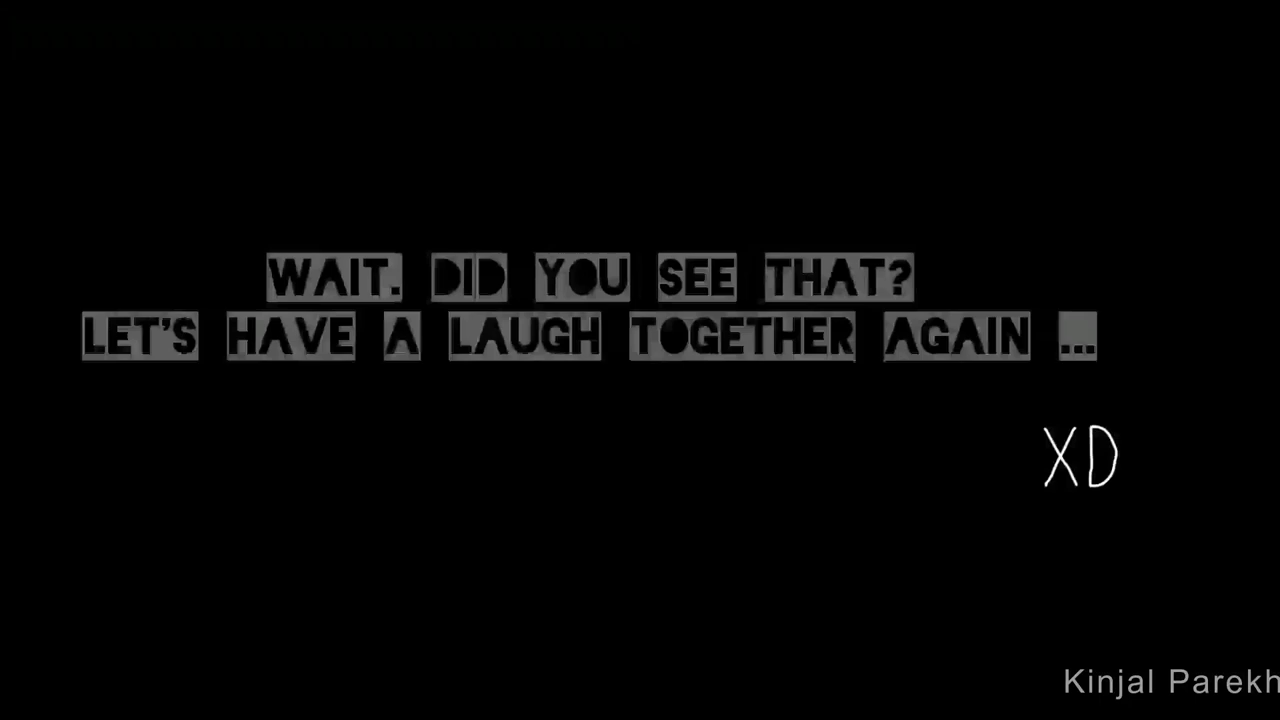 WAIT. DID YOU SEE THAT?
LET'S HAVE A LAUGH TOGETHER AGAIN ...
XD
Kinjal Parekh